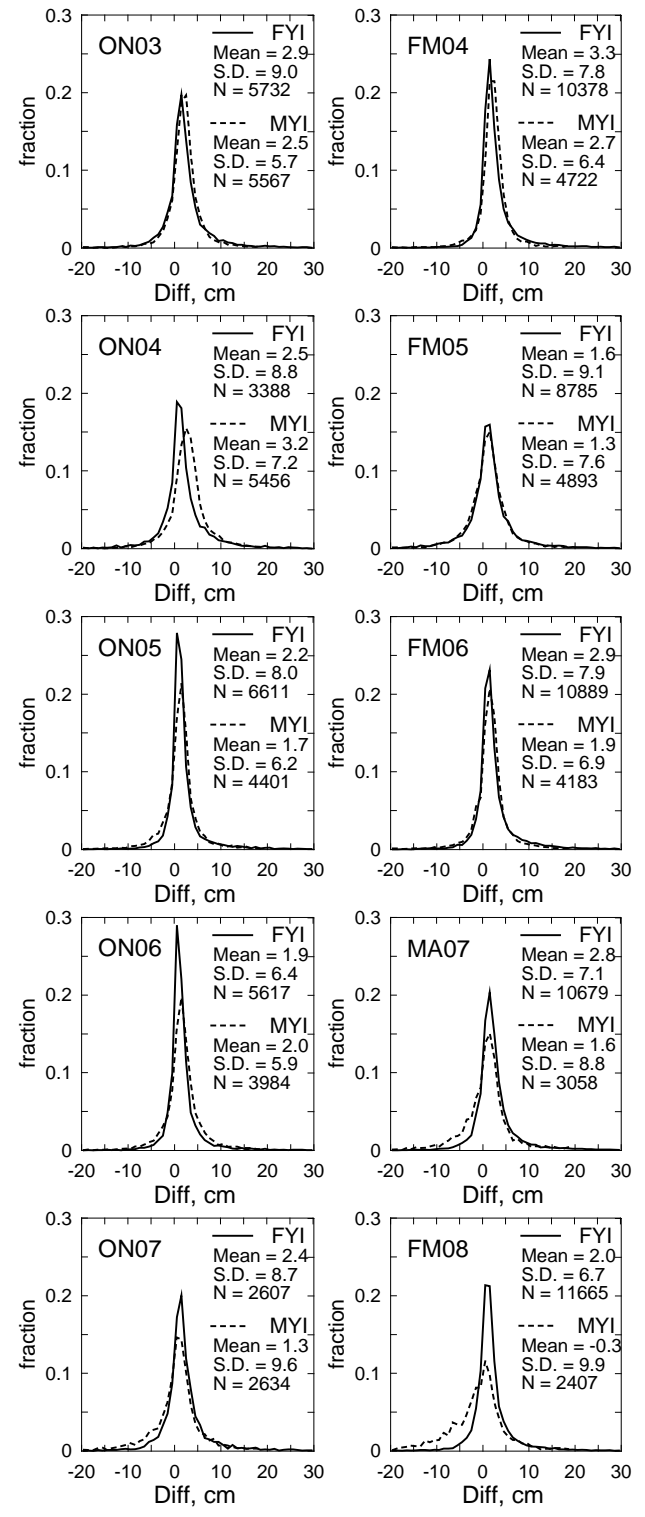 0.3
ON03
FYI
Mean = 2.9
S.D. = 9.0
N = 5732
MYI
Mean = 2.5
S.D. = 5.7
N = 5567
0.2
0.1
0
fraction
-20 -10 0 10 20 30
Diff, cm
FM04
FYI
Mean = 3.3
S.D. = 7.8
N = 10378
MYI
Mean = 2.7
S.D. = 6.4
N = 4722
0.3
0.2
0.1
0
fraction
-20 -10 0 10 20 30
Diff, cm
0.3
ON04
FYI
Mean = 2.5
S.D. = 8.8
N = 3388
MYI
Mean = 3.2
S.D. = 7.2
N = 5456
0.2
0.1
0
fraction
-20 -10 0 10 20 30
Diff, cm
FM05
FYI
Mean = 1.6
S.D. = 9.1
N = 8785
MYI
Mean = 1.3
S.D. = 7.6
N = 4893
0.3
0.2
0.1
0
fraction
-20 -10 0 10 20 30
Diff, cm
0.3
ON05
FYI
Mean = 2.2
S.D. = 8.0
N = 6611
MYI
Mean = 1.7
S.D. = 6.2
N = 4401
0.2
0.1
0
fraction
-20 -10 0 10 20 30
Diff, cm
FM06
FYI
Mean = 2.9
S.D. = 7.9
N = 10889
MYI
Mean = 1.9
S.D. = 6.9
N = 4183
0.3
0.2
0.1
0
fraction
-20 -10 0 10 20 30
Diff, cm
0.3
ON06
FYI
Mean = 1.9
S.D. = 6.4
N = 5617
MYI
Mean = 2.0
S.D. = 5.9
N = 3984
0.2
0.1
0
fraction
-20 -10 0 10 20 30
Diff, cm
MA07
FYI
Mean = 2.8
S.D. = 7.1
N = 10679
MYI
Mean = 1.6
S.D. = 8.8
N = 3058
0.3
0.2
0.1
0
fraction
-20 -10 0 10 20 30
Diff, cm
0.3
ON07
FYI
Mean = 2.4
S.D. = 8.7
N = 2607
MYI
Mean = 1.3
S.D. = 9.6
N = 2634
0.2
0.1
0
fraction
-20 -10 0 10 20 30
Diff, cm
FM08
FYI
Mean = 2.0
S.D. = 6.7
N = 11665
MYI
Mean = -0.3
S.D. = 9.9
N = 2407
0.3
0.2
0.1
0
fraction
-20 -10 0 10 20 30
Diff, cm